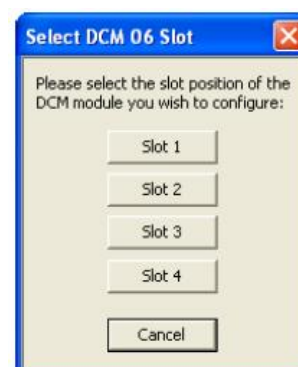 Select DCM 06 Slot
Please select the slot position of the
DCM module you wish to configure:
Slot 1
Slot 2
Slot 3
Slot 4
Cancel